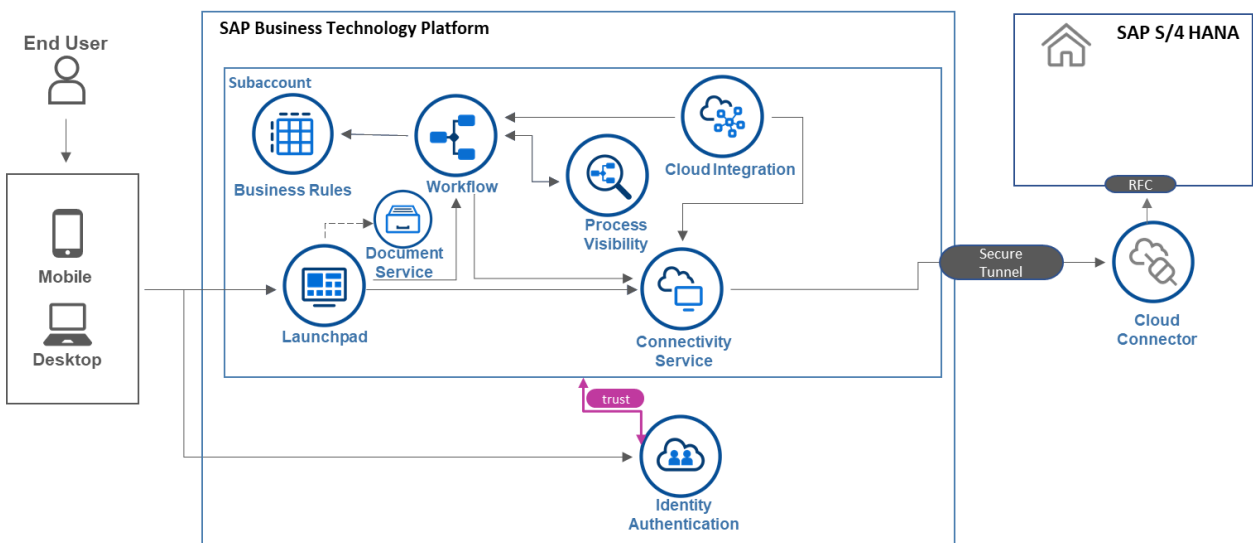 SAP Business Technology Platform
SAP S/4 HANA
End User
Subaccount
Business Rules
Workflow
Cloud Integration
Process
Visibility
Document
Service
Launchpad
Connectivity
Service
Mobile
Desktop
Secure
Tunnel
RFC
Cloud
Connector
trust
Identity
Authentication